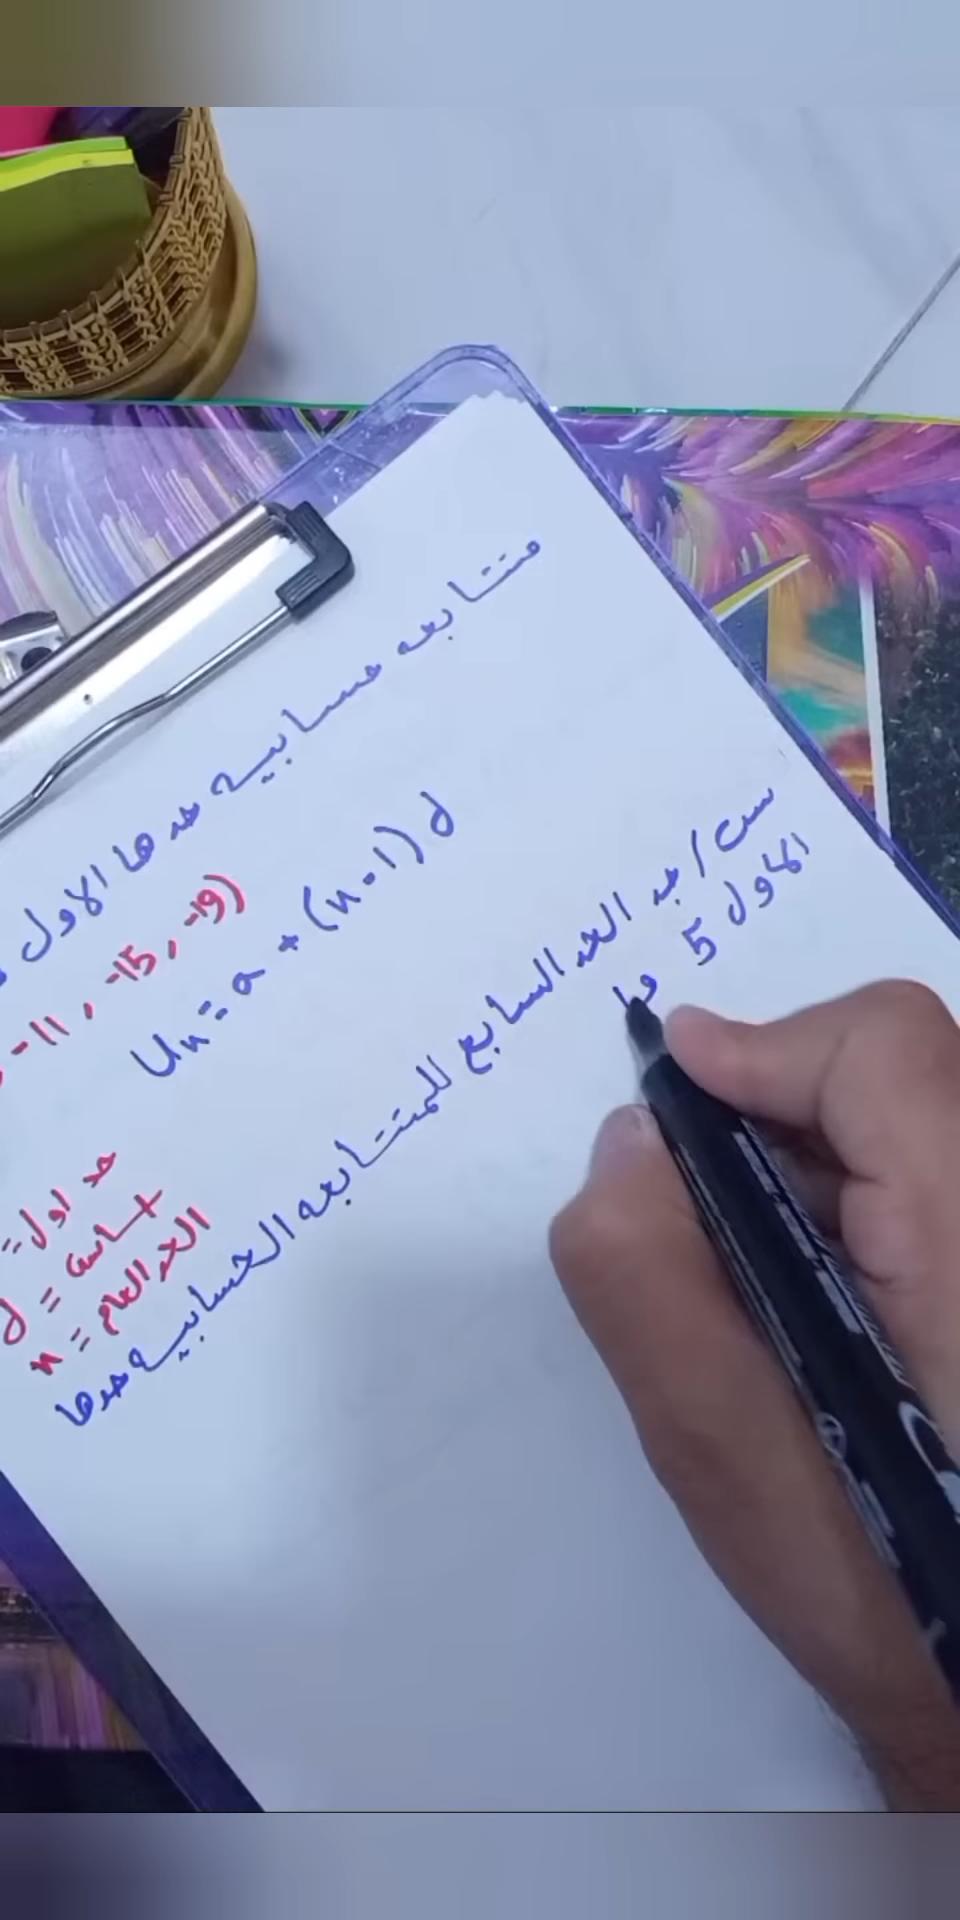 متتابعه حسابيه حدها الاول
-11, -15, -19)
Un = a + (n-1) d
حد اول =
d = اساس
n = الحد العام
س/ جد الحد السابع للمتتابعه الحسابيه حدها
الاول 5